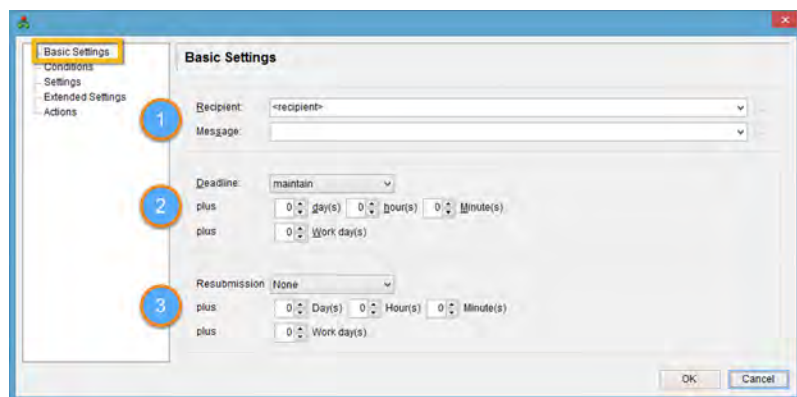 Basic Settings
Conditions
Settings
Extended Settings
Actions
Basic Settings
1
Recipient: <recipient>
Message:
2
Deadline: maintain
plus 0 day(s) 0 hour(s) 0 Minute(s)
plus 0 Work day(s)
3
Resubmission None
plus 0 Day(s) 0 Hour(s) 0 Minute(s)
plus 0 Work day(s)
OK Cancel